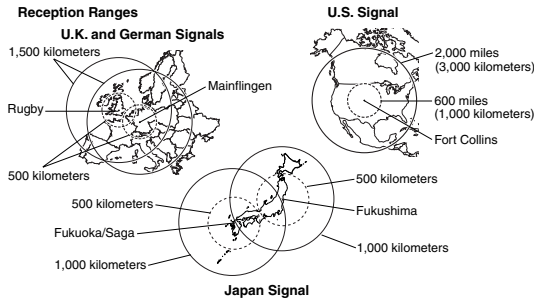 Reception Ranges
U.K. and German Signals
1,500 kilometers
Mainflingen
Rugby
500 kilometers
U.S. Signal
2,000 miles
(3,000 kilometers)
600 miles
(1,000 kilometers)
Fort Collins
500 kilometers
500 kilometers
Fukushima
Fukuoka/Saga
1,000 kilometers
1,000 kilometers
Japan Signal